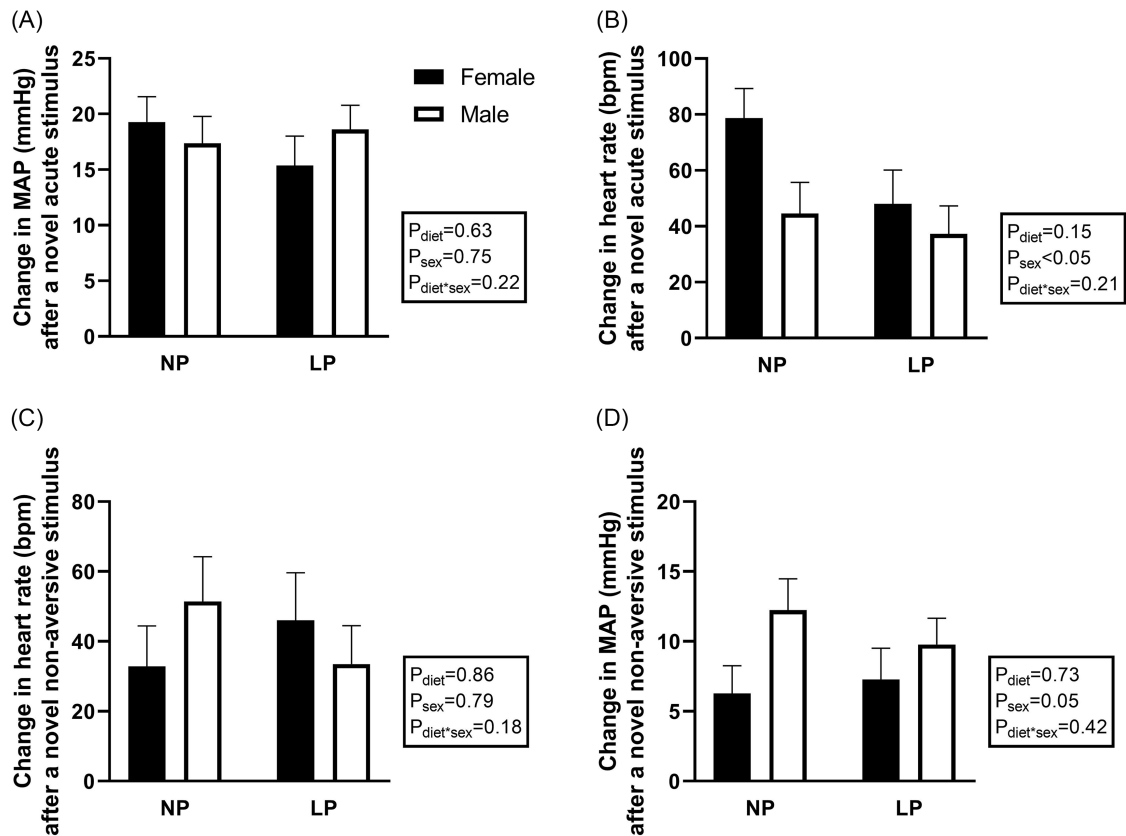 (A)
Change in MAP (mmHg)
after a novel acute stimulus
25
20
15
10
5
0
NP
LP
Female
Male
Pdiet=0.63
Psex=0.75
Pdiet*sex=0.22
(B)
Change in heart rate (bpm)
after a novel acute stimulus
100
80
60
40
20
0
NP
LP
Pdiet=0.15
Psex<0.05
Pdiet*sex=0.21
(C)
Change in heart rate (bpm)
after a novel non-aversive stimulus
80
60
40
20
0
NP
LP
Pdiet=0.86
Psex=0.79
Pdiet*sex=0.18
(D)
Change in MAP (mmHg)
after a novel non-aversive stimulus
20
15
10
5
0
NP
LP
Pdiet=0.73
Psex=0.05
Pdiet*sex=0.42